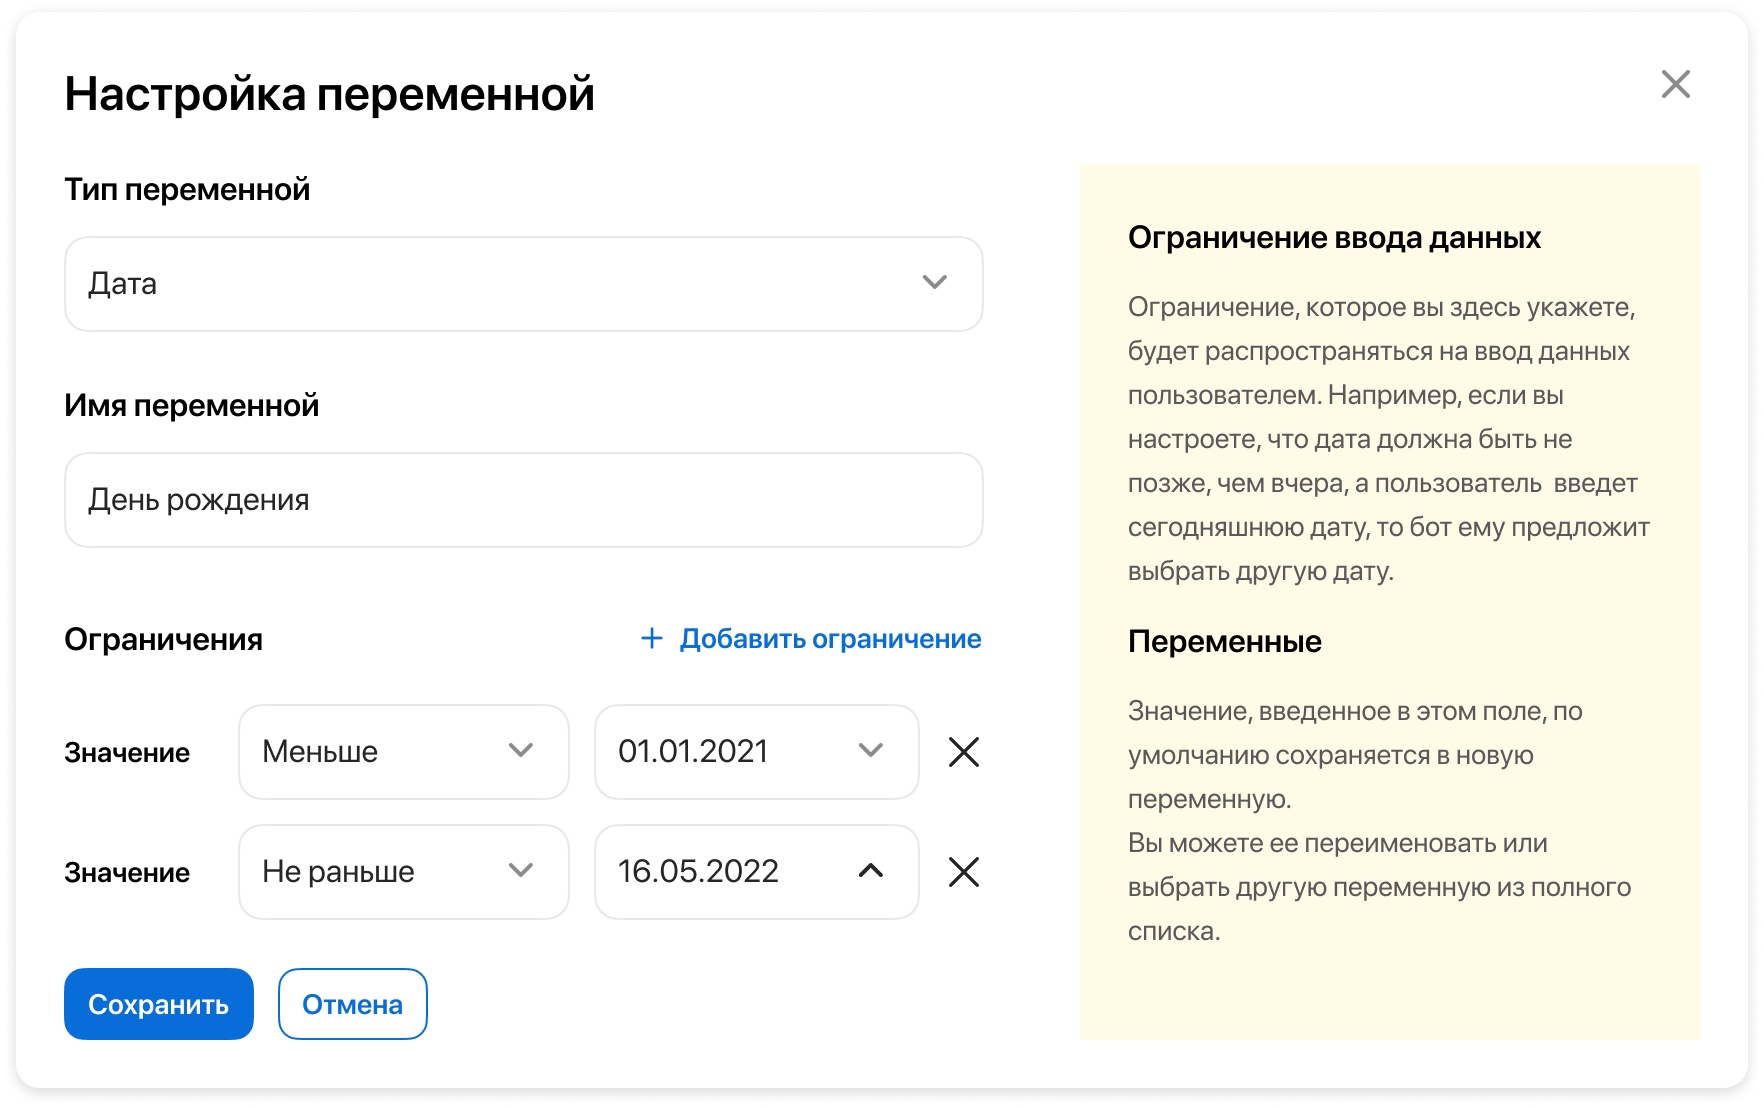 Настройка переменной
Тип переменной
Дата
Имя переменной
День рождения
Ограничения
+ Добавить ограничение
Значение
Меньше
01.01.2021
Значение
Не раньше
16.05.2022
Сохранить
Отмена
Ограничение ввода данных
Ограничение, которое вы здесь укажете,
будет распространяться на ввод данных
пользователем. Например, если вы
настроете, что дата должна быть не
позже, чем вчера, а пользователь  введет
сегодняшнюю дату, то бот ему предложит
выбрать другую дату.
Переменные
Значение, введенное в этом поле, по
умолчанию сохраняется в новую
переменную.
Вы можете ее переименовать или
выбрать другую переменную из полного
списка.